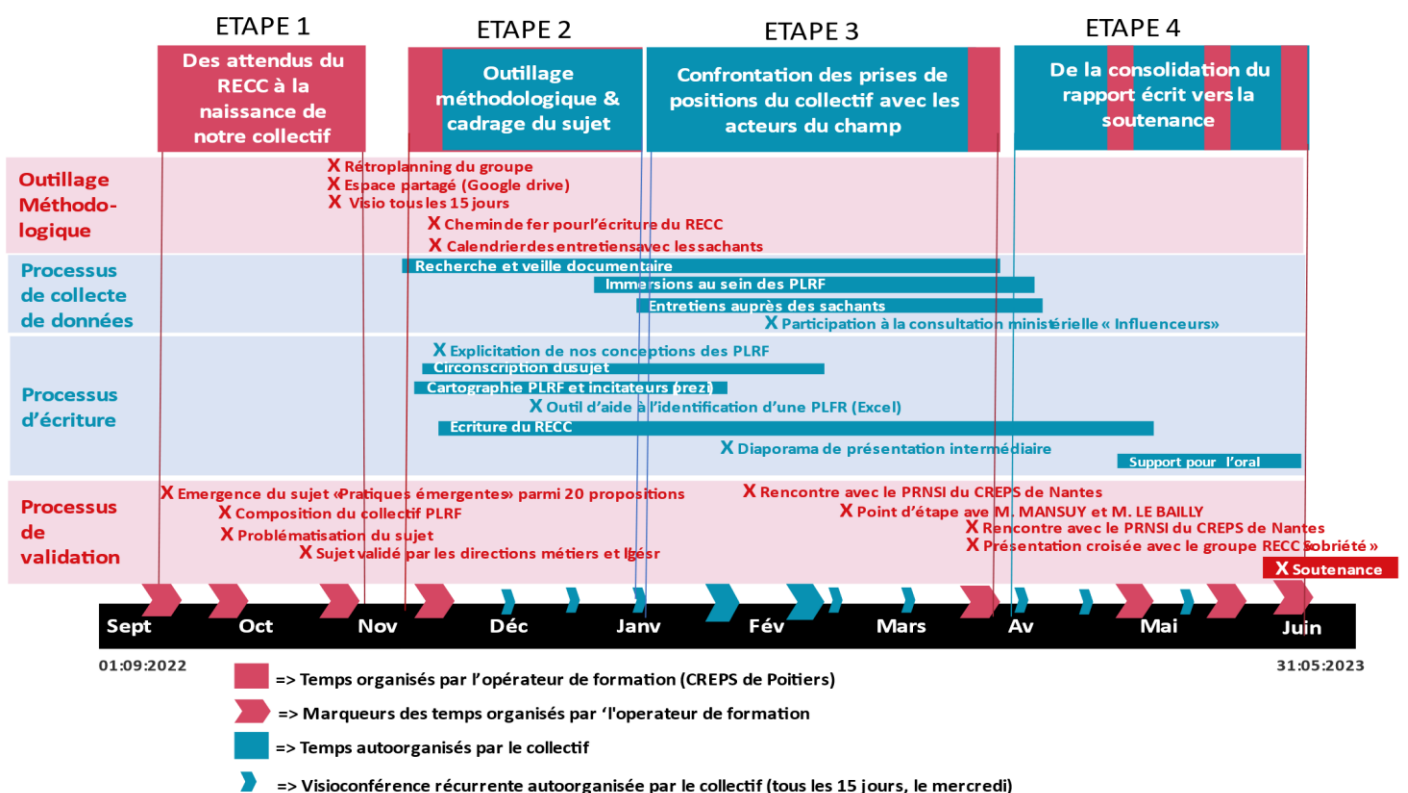 ETAPE 1
ETAPE 2
ETAPE 3
ETAPE 4
Des attendus du
RECC à la
naissance de
notre collectif
Outillage
méthodologique &
cadrage du sujet
Confrontation des prises de
positions du collectif avec les
acteurs du champ
De la consolidation du
rapport écrit vers la
soutenance
Outillage
Méthodo-
logique
X Rétroplanning du groupe
X Espace partagé (Google drive)
X Visio tous les 15 jours
X Chemin de fer pour l'écriture du RECC
X Calendrier des entretiens avec les sachants
Processus
de collecte
de données
Recherche et veille documentaire
Immersions au sein des PLRF
Entretiens auprès des sachants
X Participation à la consultation ministérielle « Influenceurs»
Processus
d'écriture
X Explicitation de nos conceptions des PLRF
Circonscription du sujet
Cartographie PLRF et incitateurs (prezi)
X Outil d'aide à l'identification d'une PLFR (Excel)
Ecriture du RECC
X Diaporama de présentation intermédiaire
Support pour l'oral
Processus
de
validation
X Emergence du sujet «Pratiques émergentes» parmi 20 propositions
X Composition du collectif PLRF
X Problématisation du sujet
X Sujet validé par les directions métiers et Igésr
X Rencontre avec le PRNSI du CREPS de Nantes
X Point d'étape ave M. MANSUY et M. LE BAILLY
X Rencontre avec le PRNSI du CREPS de Nantes
X Présentation croisée avec le groupe RECC «Sobriété »
X Soutenance
Sept Oct Nov Déc Janv Fév Mars Av Mai Juin
01:09:2022
31:05:2023
=> Temps organisés par l'opérateur de formation (CREPS de Poitiers)
=> Marqueurs des temps organisés par 'l'operateur de formation
=> Temps autoorganisés par le collectif
=> Visioconférence récurrente autoorganisée par le collectif (tous les 15 jours, le mercredi)